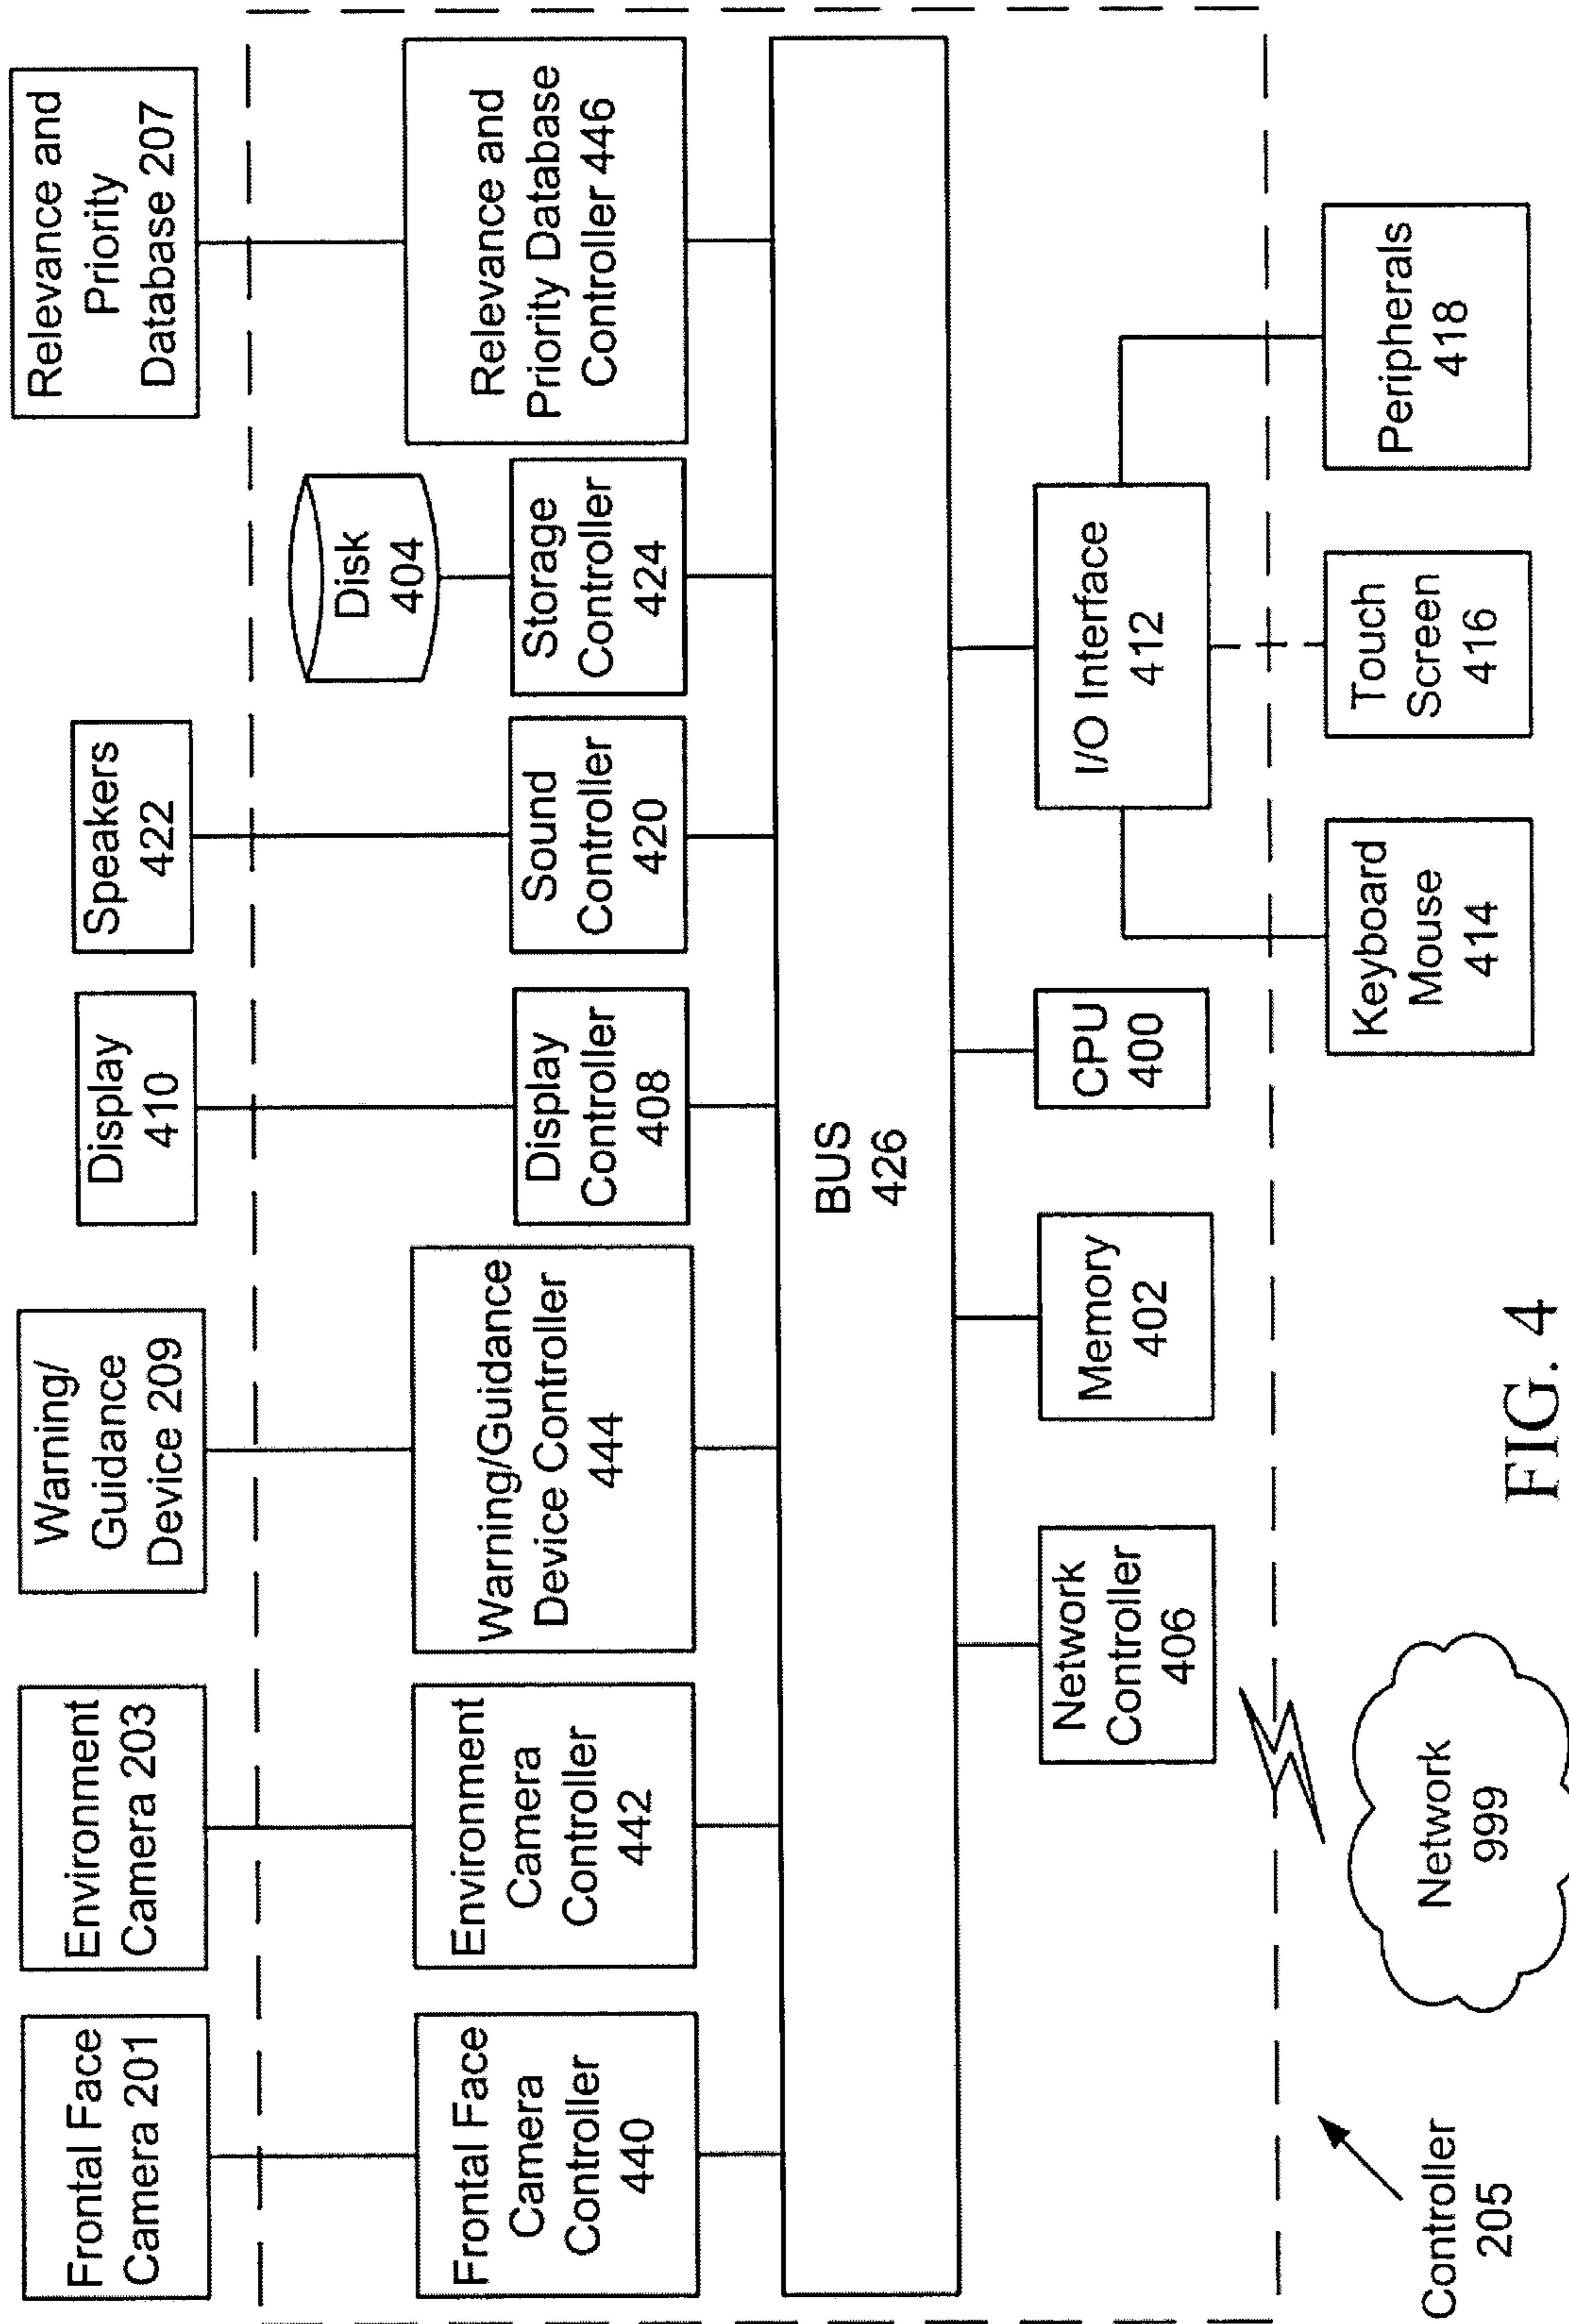 Frontal Face
Camera 201
Environment
Camera 203
Warning/
Guidance
Device 209
Display
410
Speakers
422
Relevance and
Priority
Database 207
Frontal Face
Camera
Controller
440
Environment
Camera
Controller
442
Warning/Guidance
Device Controller
444
Display
Controller
408
Sound
Controller
420
Disk
404
Storage
Controller
424
Relevance and
Priority Database
Controller 446
BUS
426
Network
Controller
406
Memory
402
CPU
400
I/O Interface
412
Controller
205
Network
999
Keyboard
Mouse
414
Touch
Screen
416
Peripherals
418
FIG. 4